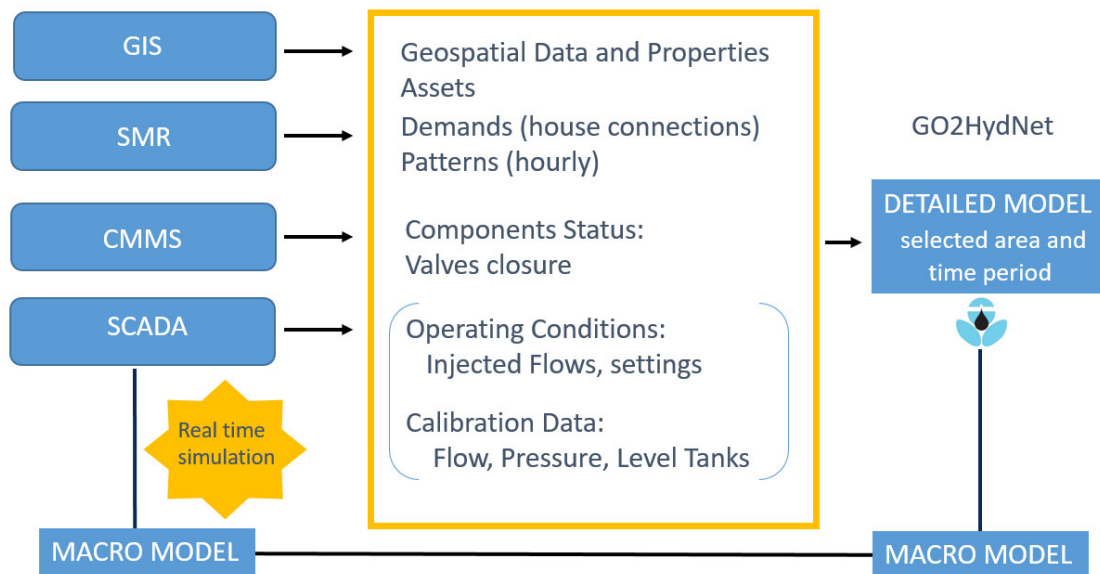 GIS
SMR
CMMS
SCADA
Real time
simulation
MACRO MODEL
Geospatial Data and Properties
Assets
Demands (house connections)
Patterns (hourly)
Components Status:
Valves closure
Operating Conditions:
Injected Flows, settings
Calibration Data:
Flow, Pressure, Level Tanks
GO2HydNet
DETAILED MODEL
selected area and
time period
MACRO MODEL